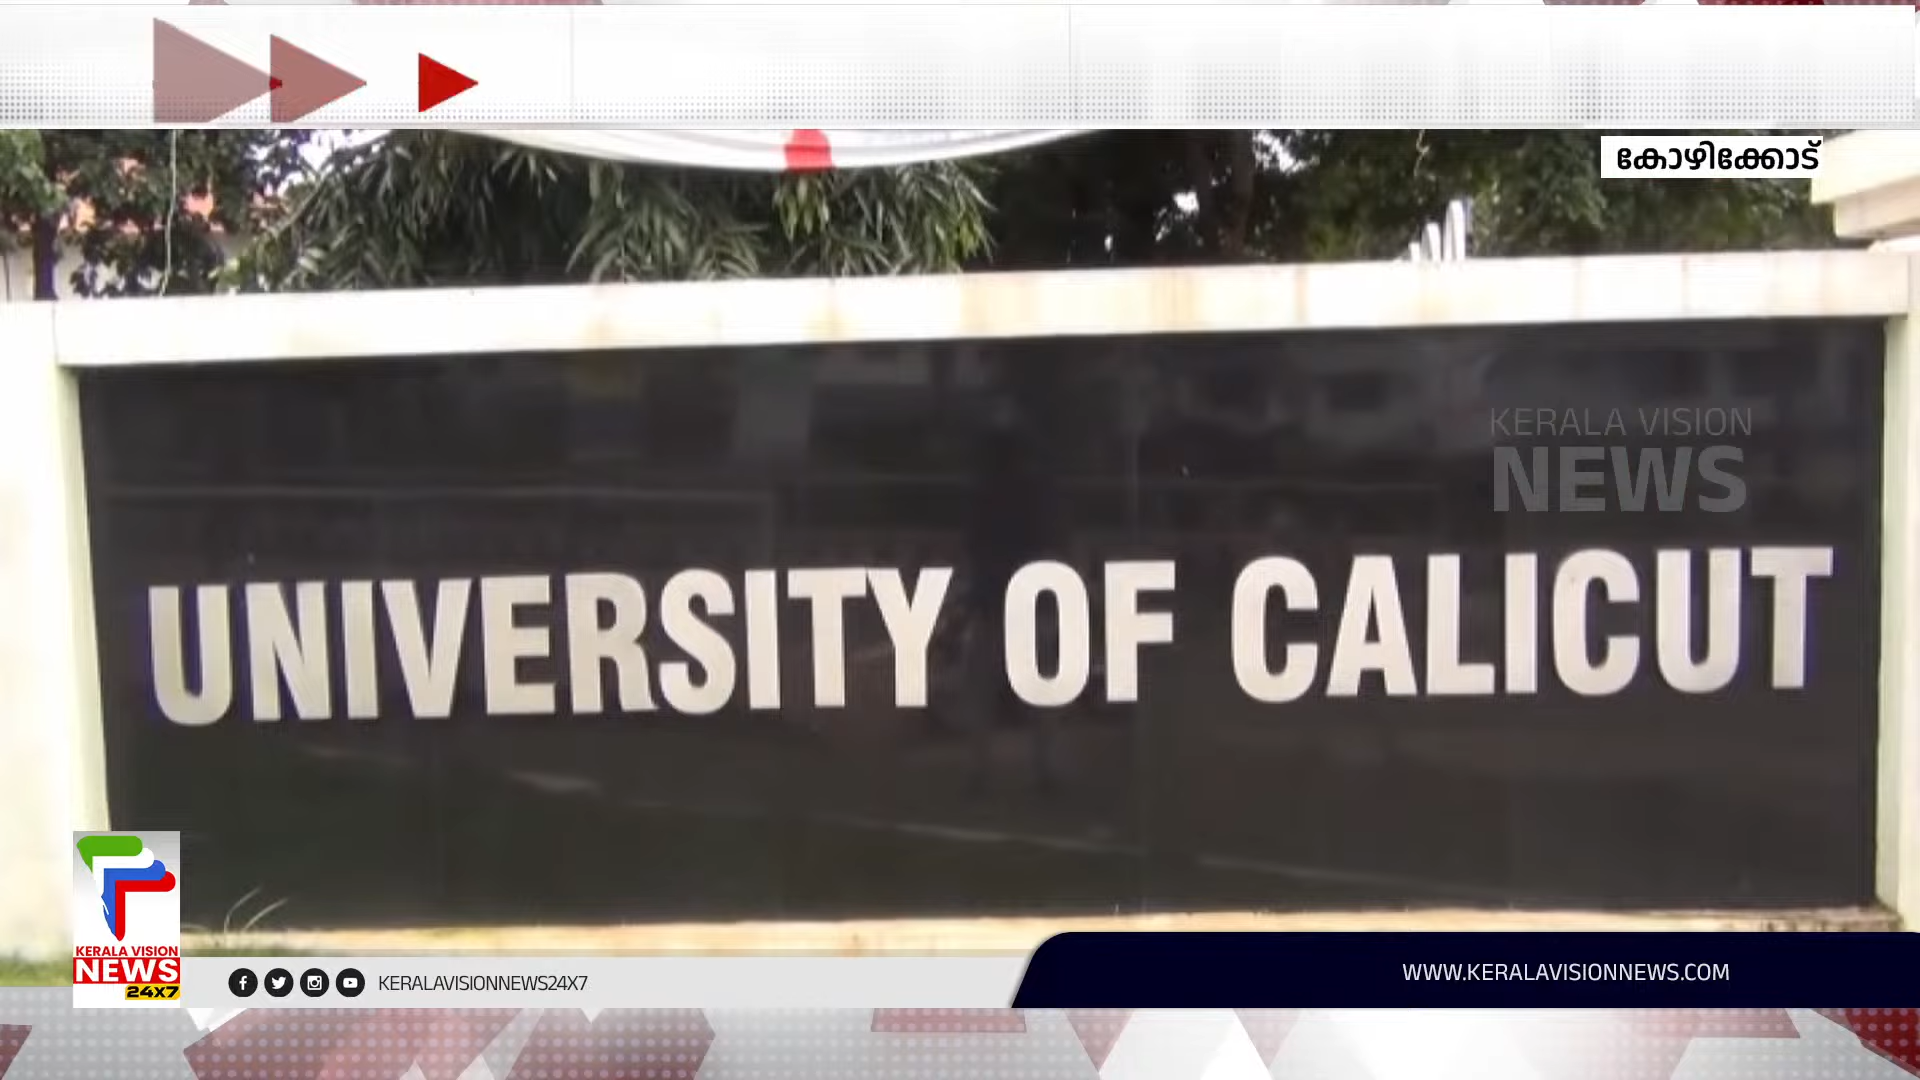 കോഴിക്കോട്
KERALA VISION
NEWS
UNIVERSITY OF CALICUT
KERALA VISION
NEWS
24X7
KERALAVISIONNEWS24X7
WWW.KERALAVISIONNEWS.COM